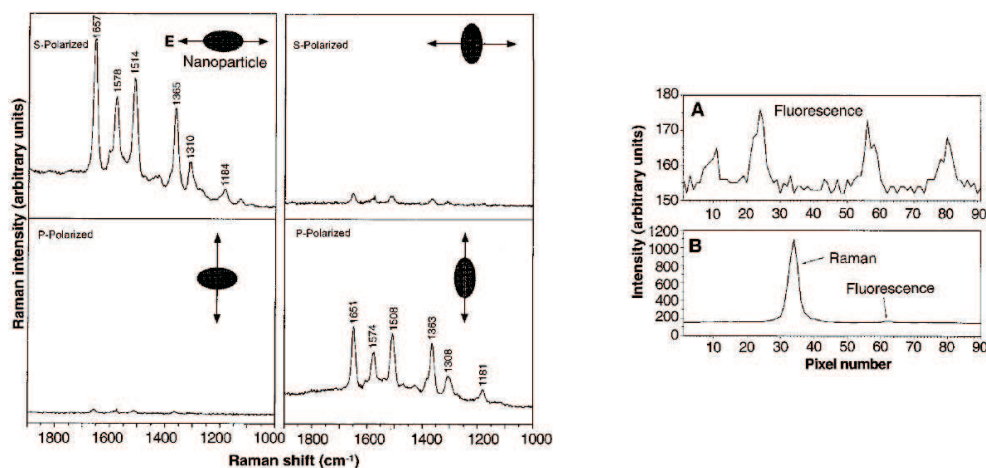 S-Polarized
E
Nanoparticle
1657
1578
1514
1365
1310
1184
S-Polarized
P-Polarized
P-Polarized
1651
1574
1508
1363
1308
1181
Raman intensity (arbitrary units)
1800 1600 1400 1200 1000
1800 1600 1400 1200 1000
Raman shift (cm⁻¹)
A
Fluorescence
180
170
160
150
10 20 30 40 50 60 70 80 90
B
Raman
Fluorescence
1200
1000
800
600
400
200
0
10 20 30 40 50 60 70 80 90
Intensity (arbitrary units)
Pixel number